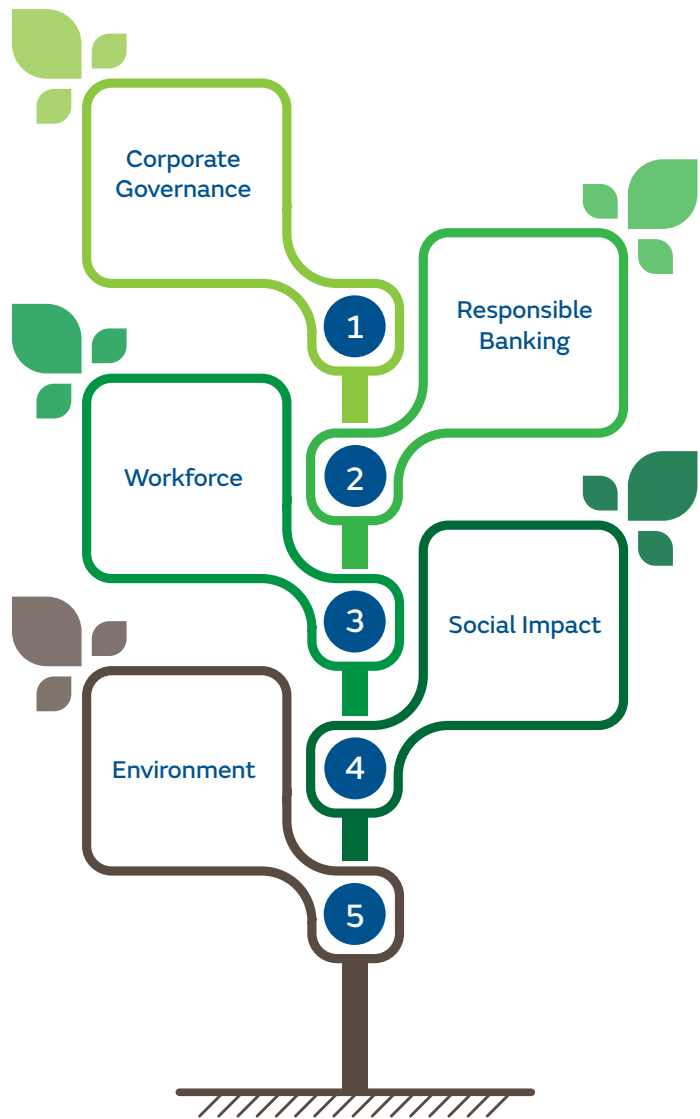 Corporate
Governance
1
Responsible
Banking
2
Workforce
3
Social Impact
4
Environment
5